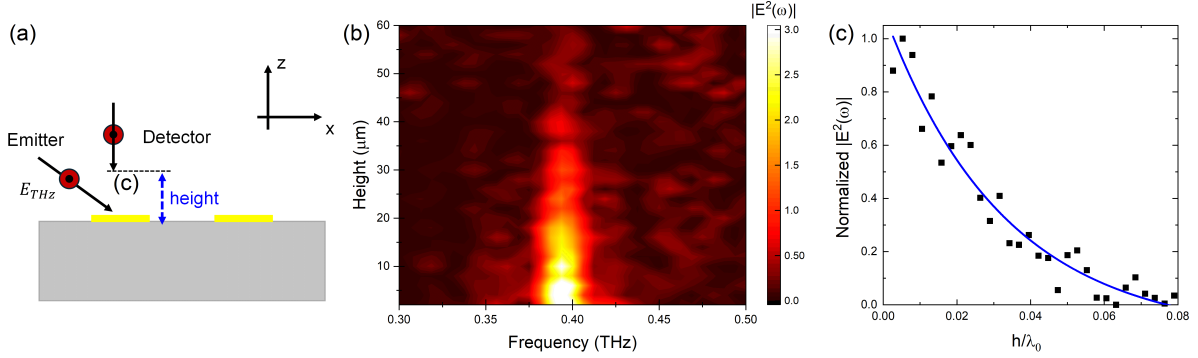 (a)
z
x
Emitter
Detector
(c)
E_THz
height
(b)
|E²(ω)|
Height (μm)
60
50
40
30
20
10
0.30
0.35
0.40
0.45
0.50
Frequency (THz)
3.0
2.5
2.0
1.5
1.0
0.50
0.0
(c)
Normalized |E²(ω)|
1.0
0.8
0.6
0.4
0.2
0.0
0.00
0.02
0.04
0.06
0.08
h/λ₀